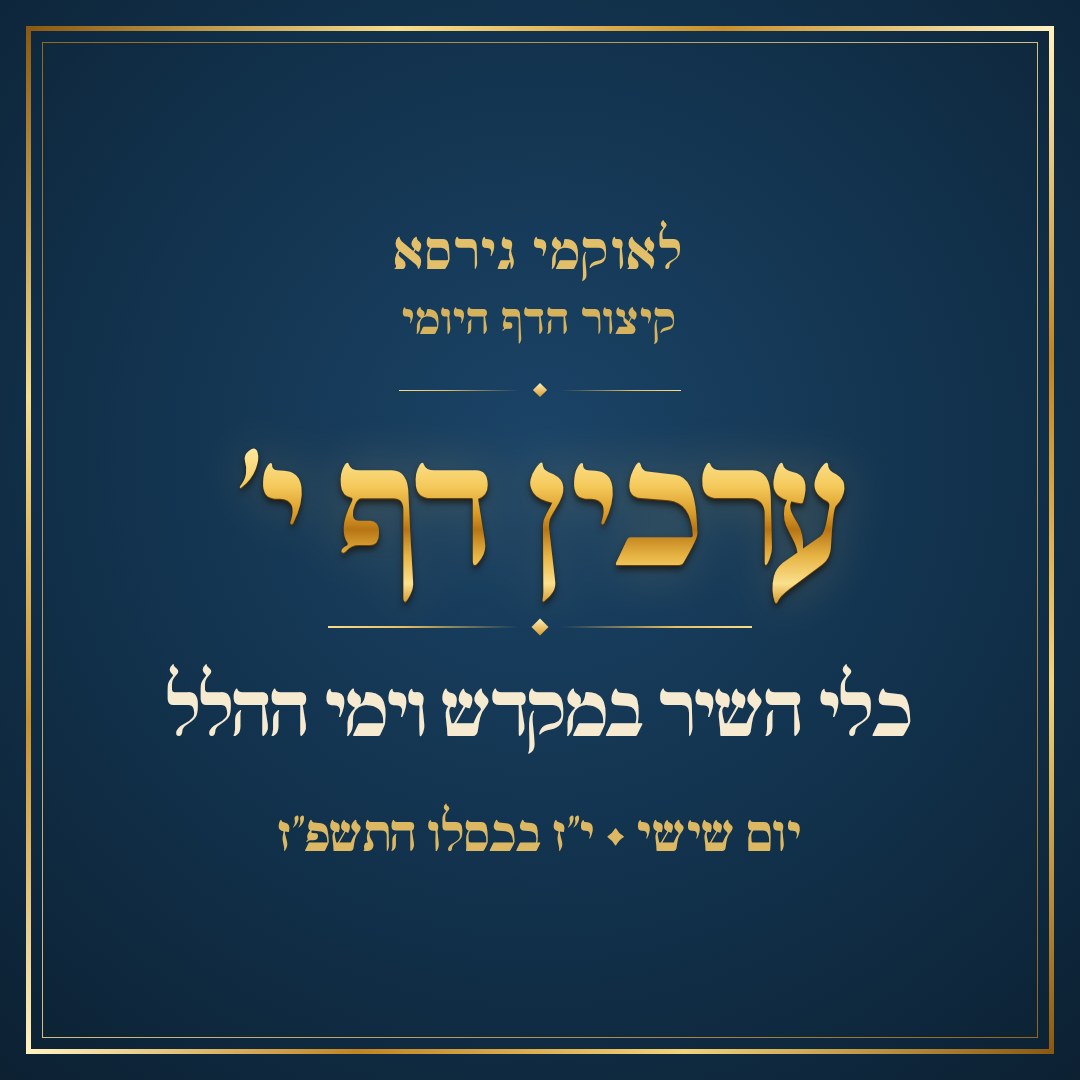 לאוקמי גירסא
קיצור הדף היומי
ערכין דף י'
כלי השיר במקדש וימי ההלל
יום שישי ✦ י"ז בכסלו התשפ"ז